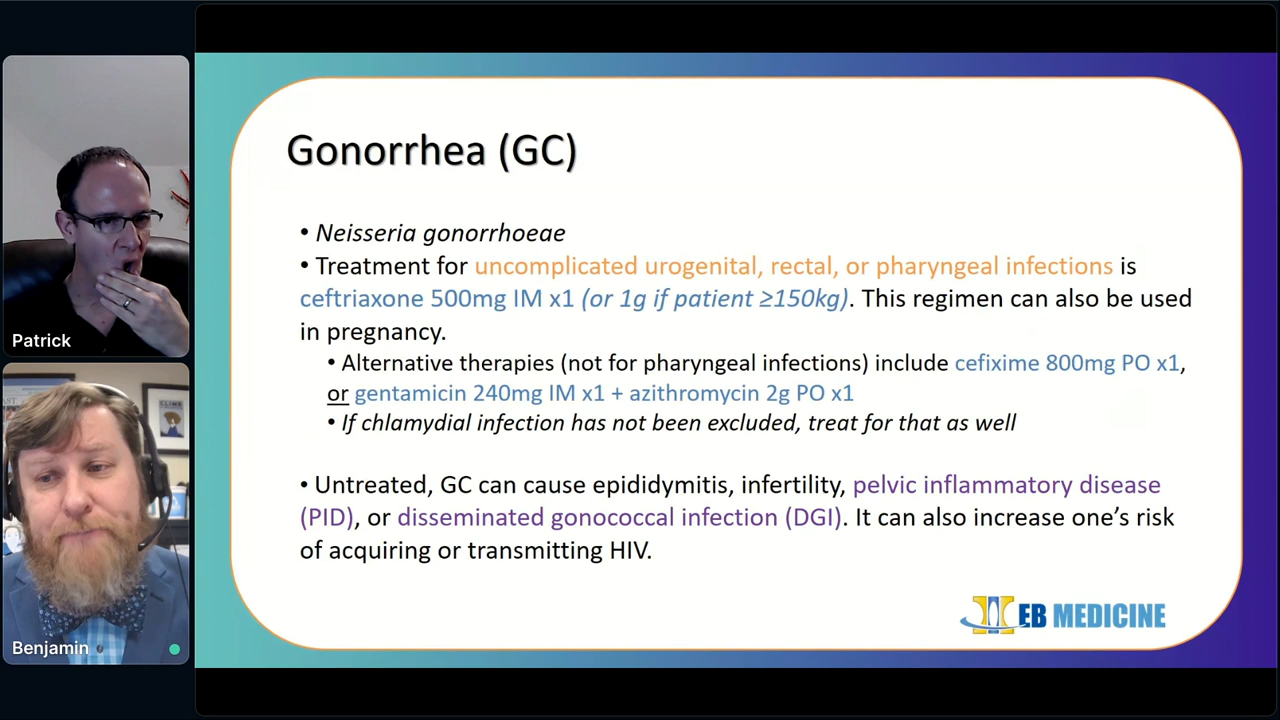 Gonorrhea (GC)
• Neisseria gonorrhoeae
• Treatment for uncomplicated urogenital, rectal, or pharyngeal infections is
ceftriaxone 500mg IM x1 (or 1g if patient ≥150kg). This regimen can also be used
in pregnancy.
• Alternative therapies (not for pharyngeal infections) include cefixime 800mg PO x1,
or gentamicin 240mg IM x1 + azithromycin 2g PO x1
• If chlamydial infection has not been excluded, treat for that as well
• Untreated, GC can cause epididymitis, infertility, pelvic inflammatory disease
(PID), or disseminated gonococcal infection (DGI). It can also increase one’s risk
of acquiring or transmitting HIV.
EB MEDICINE
Patrick
Benjamin